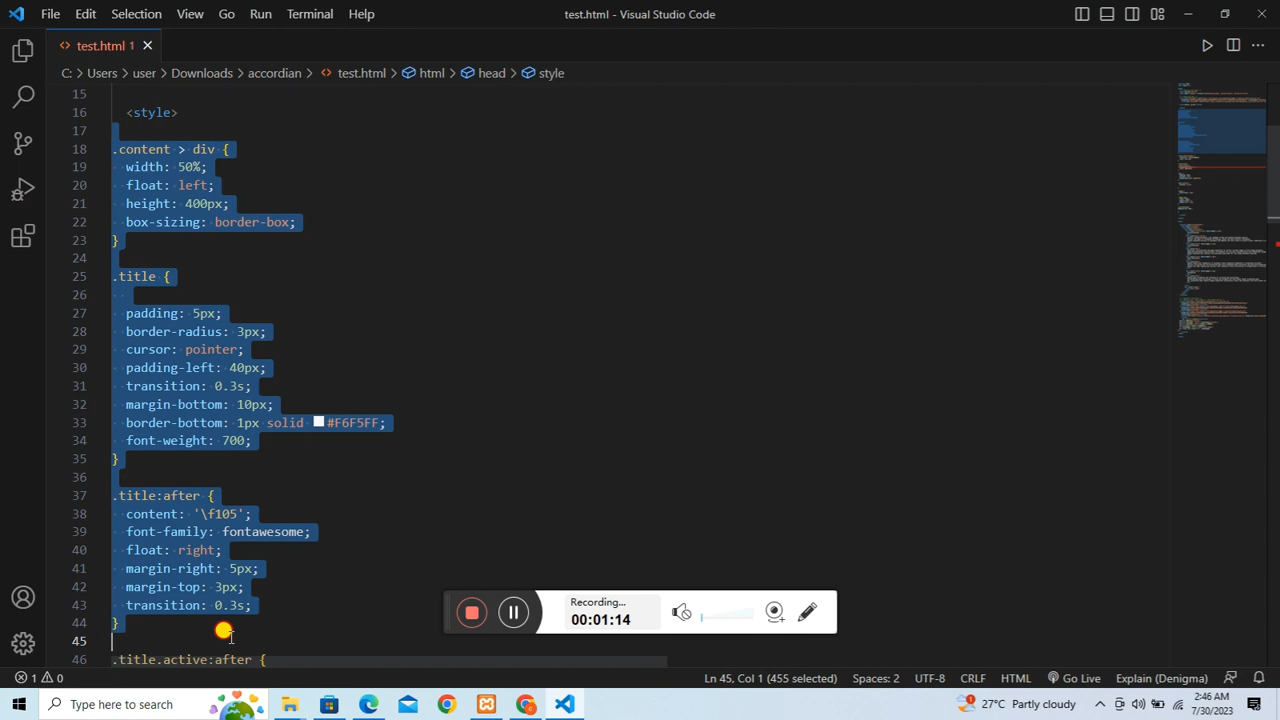 File Edit Selection View Go Run Terminal Help
test.html - Visual Studio Code
test.html 1
C: > Users > user > Downloads > accordian > test.html > html > head > style
15
16 <style>
17
18 .content > div {
19 width: 50%;
20 float: left;
21 height: 400px;
22 box-sizing: border-box;
23 }
24
25 .title {
26
27 padding: 5px;
28 border-radius: 3px;
29 cursor: pointer;
30 padding-left: 40px;
31 transition: 0.3s;
32 margin-bottom: 10px;
33 border-bottom: 1px solid #F6F5FF;
34 font-weight: 700;
35 }
36
37 .title:after {
38 content: '\f105';
39 font-family: fontawesome;
40 float: right;
41 margin-right: 5px;
42 margin-top: 3px;
43 transition: 0.3s;
44 }
45
46 .title.active:after {
Recording...
00:01:14
1 0
Ln 45, Col 1 (455 selected) Spaces: 2 UTF-8 CRLF HTML Go Live Explain (Denigma)
Type here to search
27°C Partly cloudy
2:46 AM
7/30/2023